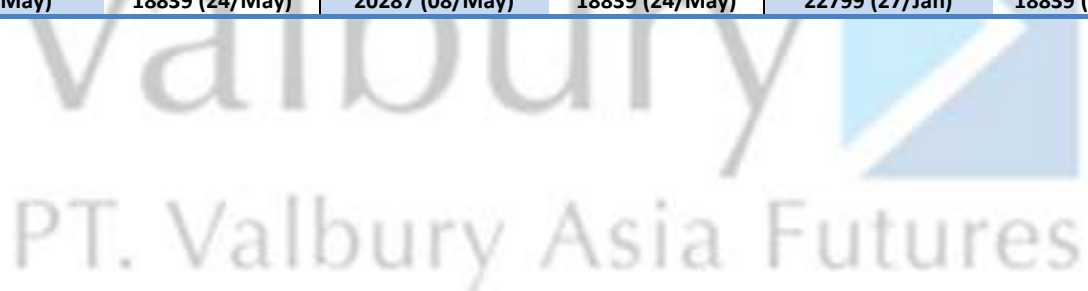 May) 18839 (24/May) 20287 (08/May) 18839 (24/May) 22799 (27/Jan) 18839 (
Valbury
PT. Valbury Asia Futures